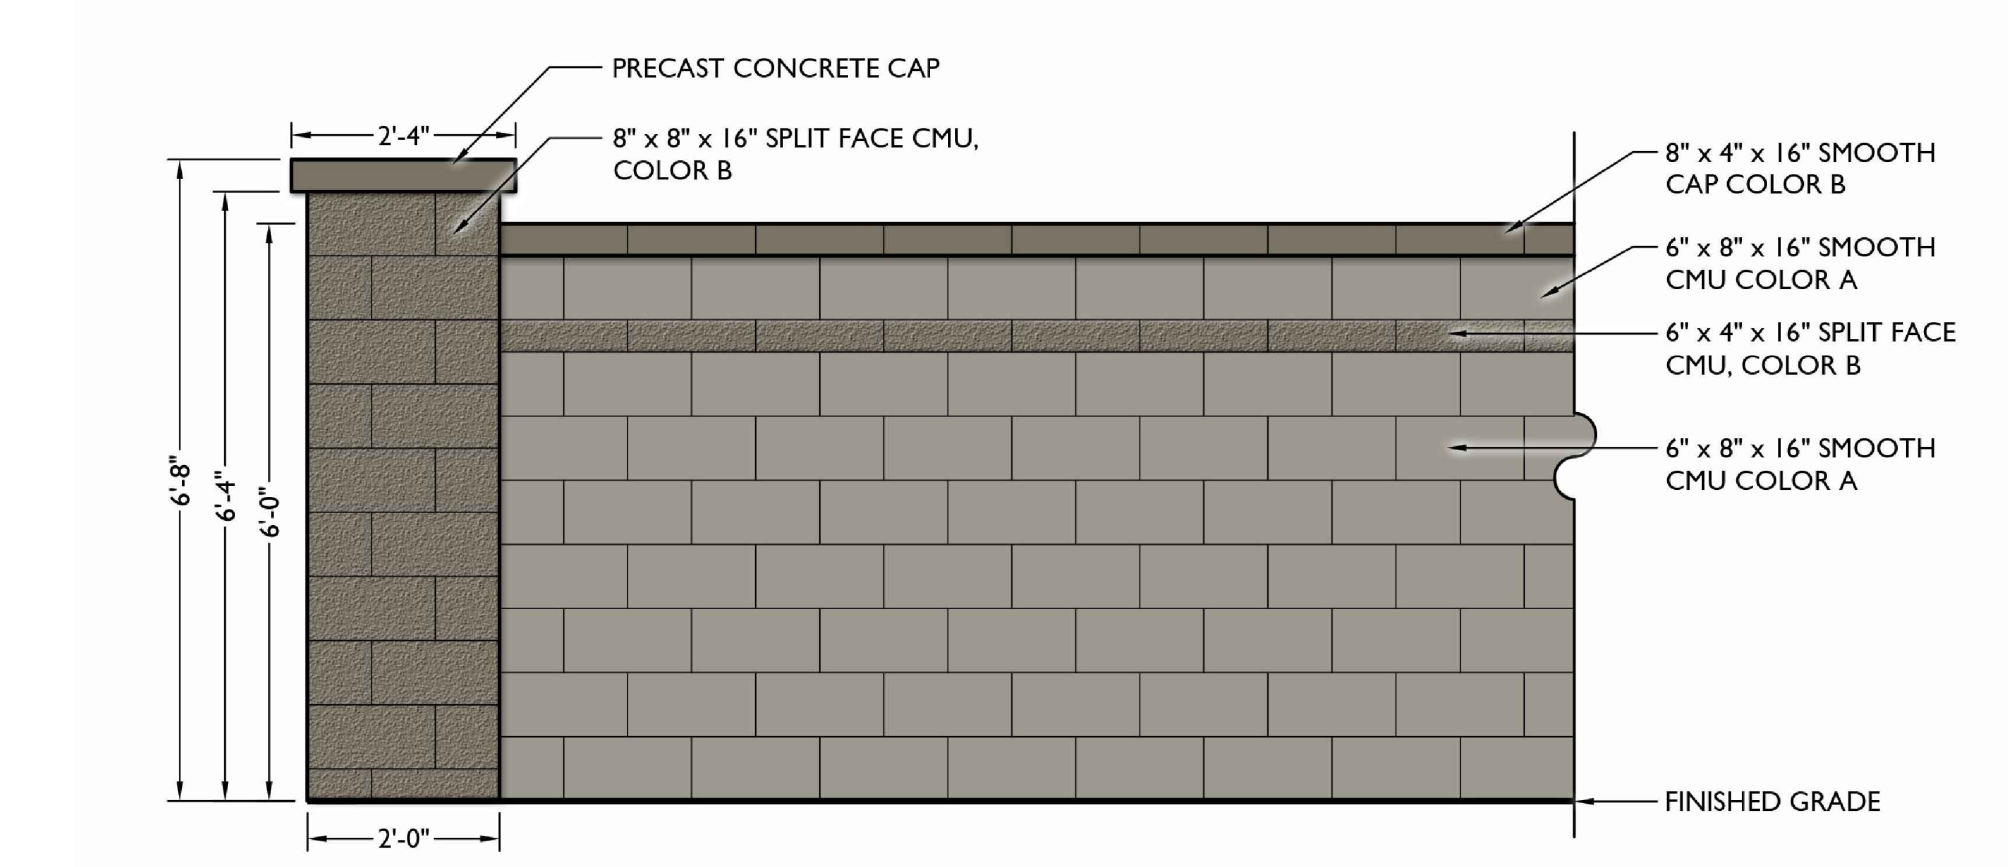 PRECAST CONCRETE CAP
2'-4"
8" x 8" x 16" SPLIT FACE CMU,
COLOR B
8" x 4" x 16" SMOOTH
CAP COLOR B
6" x 8" x 16" SMOOTH
CMU COLOR A
6" x 4" x 16" SPLIT FACE
CMU, COLOR B
6" x 8" x 16" SMOOTH
CMU COLOR A
6'-8"
6'-4"
6'-0"
FINISHED GRADE
2'-0"